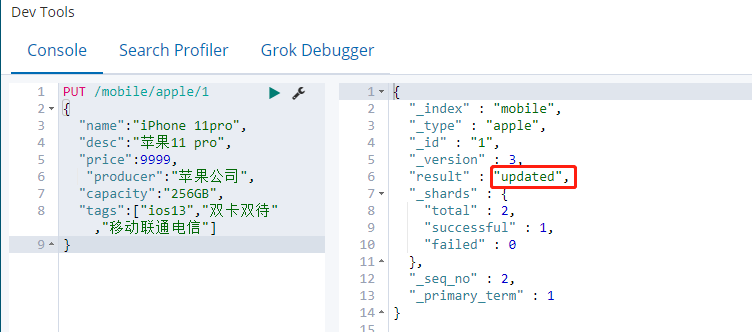 Dev Tools
Console Search Profiler Grok Debugger
1 PUT /mobile/apple/1
2 {
3 "name":"iPhone 11pro",
4 "desc":"苹果11 pro",
5 "price":9999,
6 "producer":"苹果公司",
7 "capacity":"256GB",
8 "tags":["ios13","双卡双待"
,"移动联通电信"]
9 }
1 {
2 "_index" : "mobile",
3 "_type" : "apple",
4 "_id" : "1",
5 "_version" : 3,
6 "result" : "updated",
7 "_shards" : {
8 "total" : 2,
9 "successful" : 1,
10 "failed" : 0
11 },
12 "_seq_no" : 2,
13 "_primary_term" : 1
14 }
15